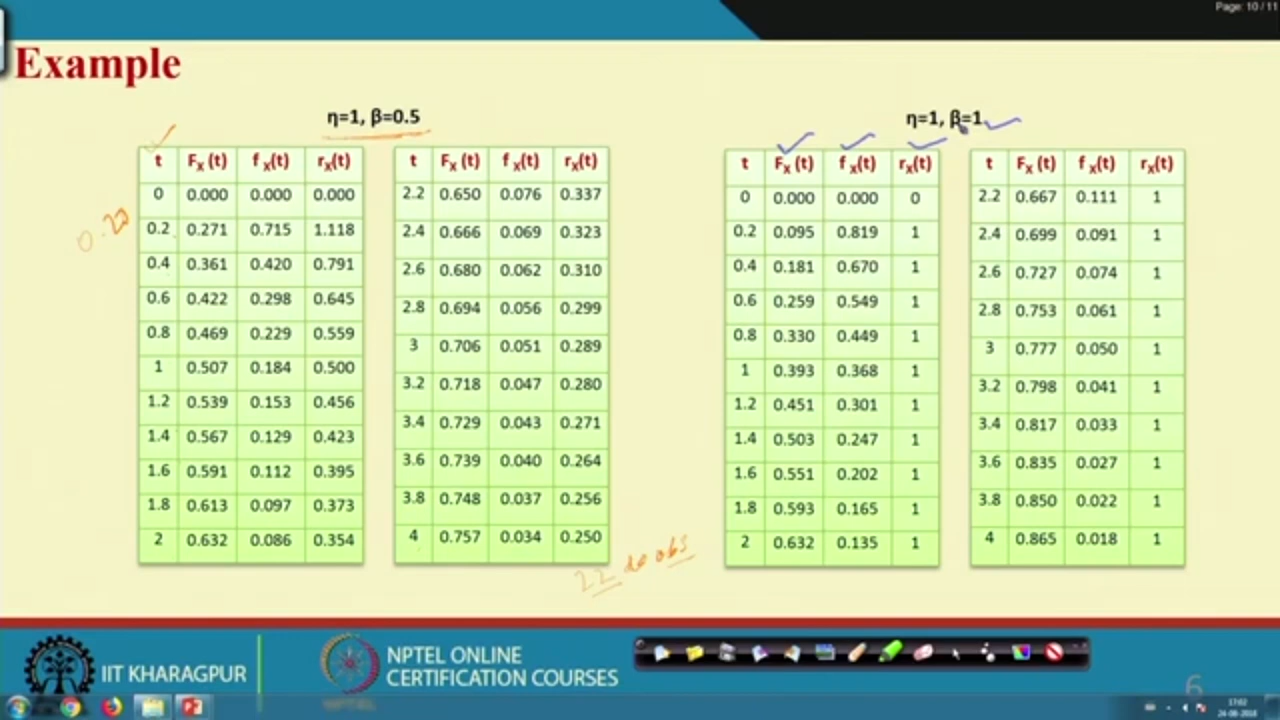 Page: 10 / 11
Example
η=1, β=0.5
t Fx (t) f x(t) rx(t)
0 0.000 0.000 0.000
0.2 0.271 0.715 1.118
0.4 0.361 0.420 0.791
0.6 0.422 0.298 0.645
0.8 0.469 0.229 0.559
1 0.507 0.184 0.500
1.2 0.539 0.153 0.456
1.4 0.567 0.129 0.423
1.6 0.591 0.112 0.395
1.8 0.613 0.097 0.373
2 0.632 0.086 0.354
t Fx (t) f x(t) rx(t)
2.2 0.650 0.076 0.337
2.4 0.666 0.069 0.323
2.6 0.680 0.062 0.310
2.8 0.694 0.056 0.299
3 0.706 0.051 0.289
3.2 0.718 0.047 0.280
3.4 0.729 0.043 0.271
3.6 0.739 0.040 0.264
3.8 0.748 0.037 0.256
4 0.757 0.034 0.250
22 obs
η=1, β=1
t Fx (t) f x(t) rx(t)
0 0.000 0.000 0
0.2 0.095 0.819 1
0.4 0.181 0.670 1
0.6 0.259 0.549 1
0.8 0.330 0.449 1
1 0.393 0.368 1
1.2 0.451 0.301 1
1.4 0.503 0.247 1
1.6 0.551 0.202 1
1.8 0.593 0.165 1
2 0.632 0.135 1
t Fx (t) f x(t) rx(t)
2.2 0.667 0.111 1
2.4 0.699 0.091 1
2.6 0.727 0.074 1
2.8 0.753 0.061 1
3 0.777 0.050 1
3.2 0.798 0.041 1
3.4 0.817 0.033 1
3.6 0.835 0.027 1
3.8 0.850 0.022 1
4 0.865 0.018 1
IIT KHARAGPUR
NPTEL ONLINE
CERTIFICATION COURSES
6
17:02
24-08-2018